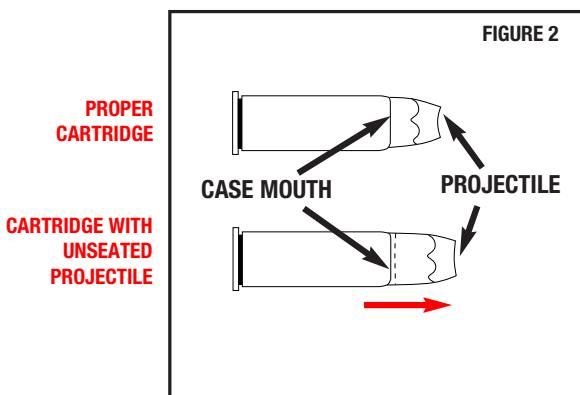 FIGURE 2
PROPER
CARTRIDGE
CASE MOUTH
PROJECTILE
CARTRIDGE WITH
UNSEATED
PROJECTILE